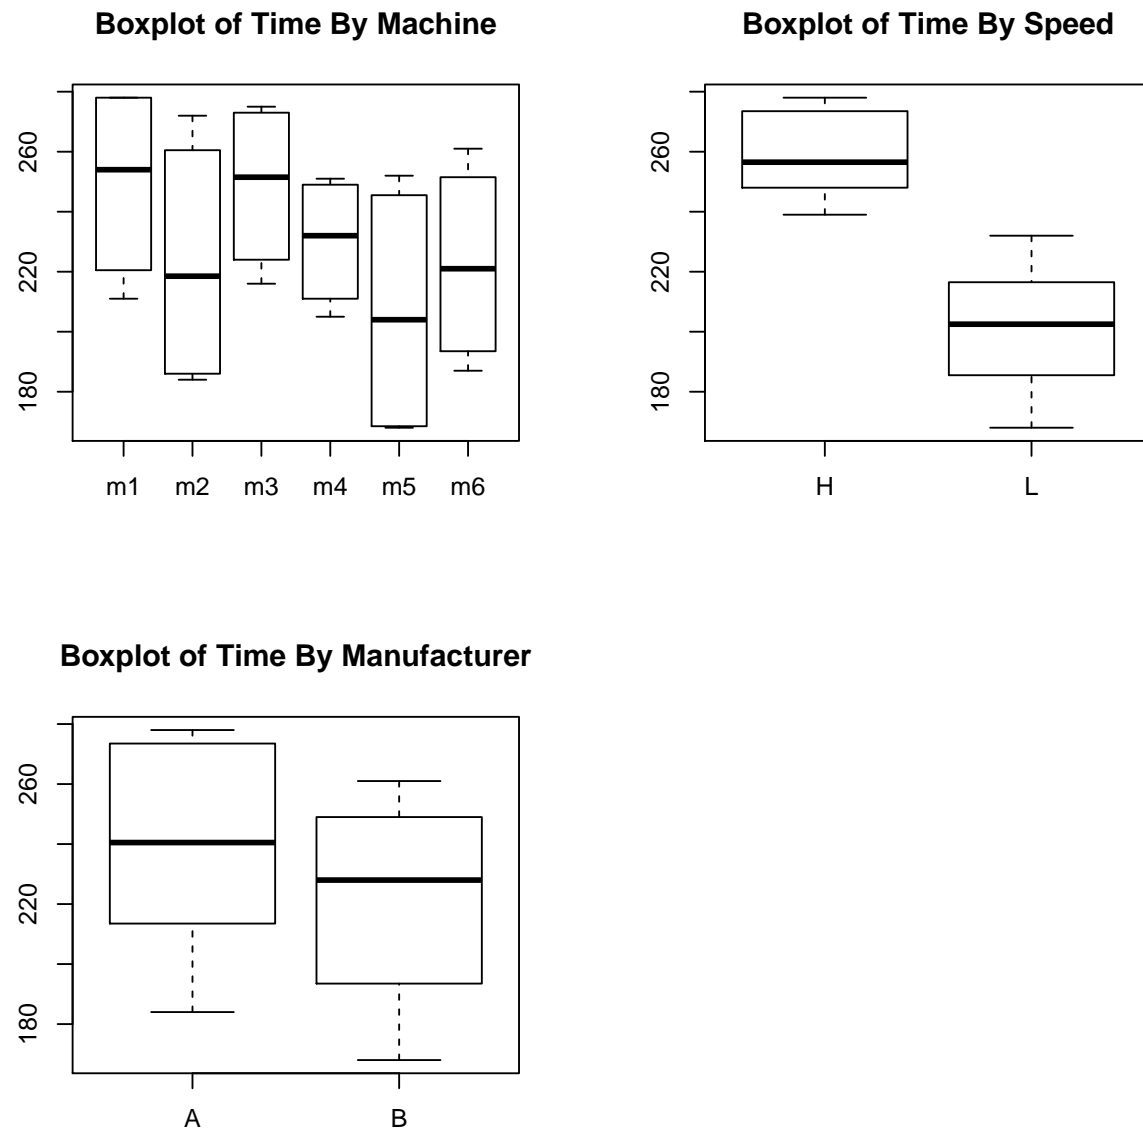 Boxplot of Time By Machine
260
220
180
m1 m2 m3 m4 m5 m6
Boxplot of Time By Speed
260
220
180
H L
Boxplot of Time By Manufacturer
260
220
180
A B